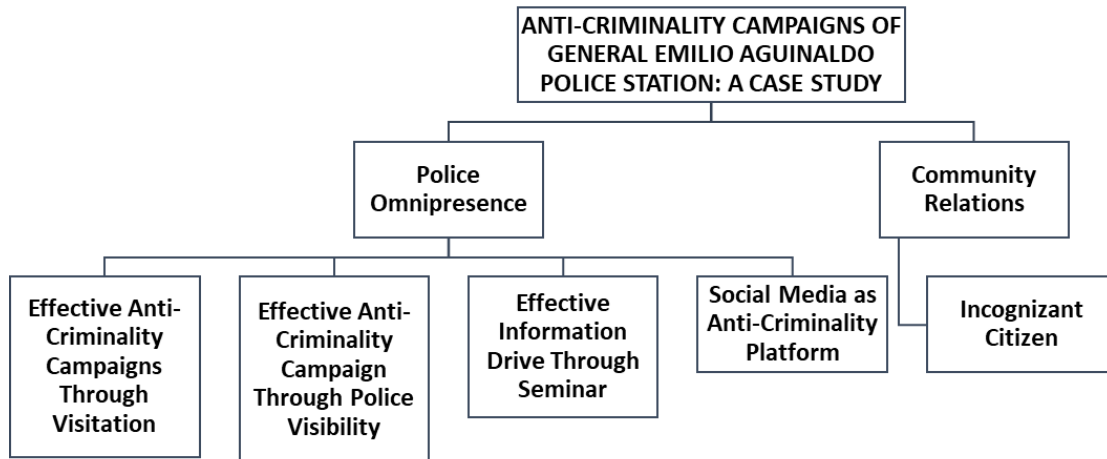 ANTI-CRIMINALITY CAMPAIGNS OF
GENERAL EMILIO AGUINALDO
POLICE STATION: A CASE STUDY
Police
Omnipresence
Community
Relations
Effective Anti-
Criminality
Campaigns
Through
Visitation
Effective Anti-
Criminality
Campaign
Through Police
Visibility
Effective
Information
Drive Through
Seminar
Social Media as
Anti-Criminality
Platform
Incognizant
Citizen